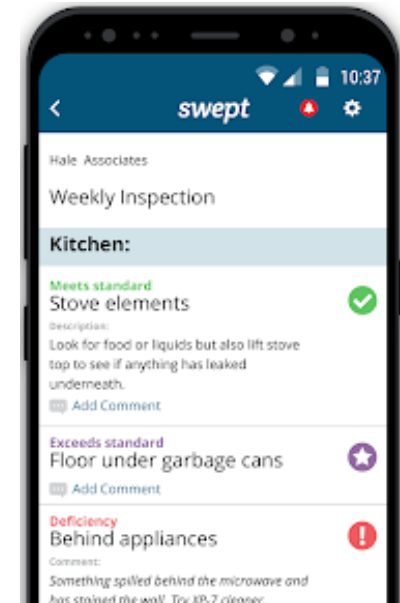 10:37
swept
Hale Associates
Weekly Inspection
Kitchen:
Meets standard
Stove elements
Description:
Look for food or liquids but also lift stove
top to see if anything has leaked
underneath.
Add Comment
Exceeds standard
Floor under garbage cans
Add Comment
Deficiency
Behind appliances
Comment:
Something spilled behind the microwave and
has stained the wall. Try XP-7 cleaner.